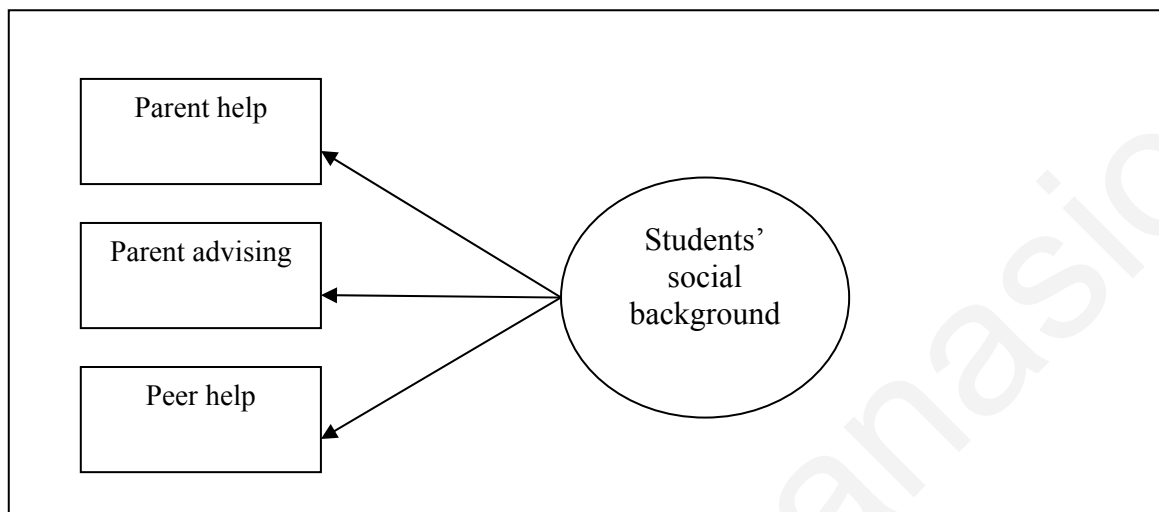 Parent help
Parent advising
Peer help
Students’
social
background